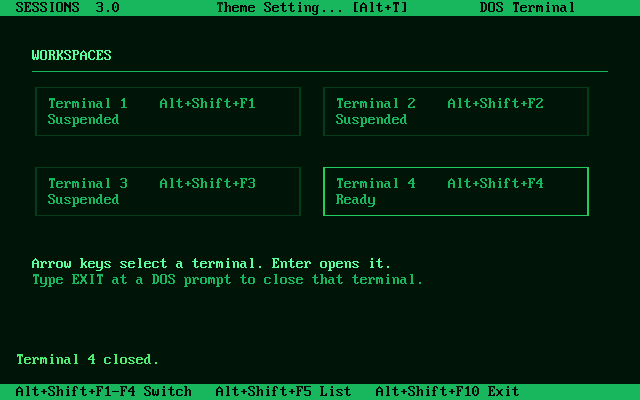 SESSIONS 3.0 Theme Setting... [Alt+T] DOS Terminal
WORKSPACES
Terminal 1 Alt+Shift+F1 Terminal 2 Alt+Shift+F2
Suspended Suspended
Terminal 3 Alt+Shift+F3 Terminal 4 Alt+Shift+F4
Suspended Ready
Arrow keys select a terminal. Enter opens it.
Type EXIT at a DOS prompt to close that terminal.
Terminal 4 closed.
Alt+Shift+F1-F4 Switch Alt+Shift+F5 List Alt+Shift+F10 Exit